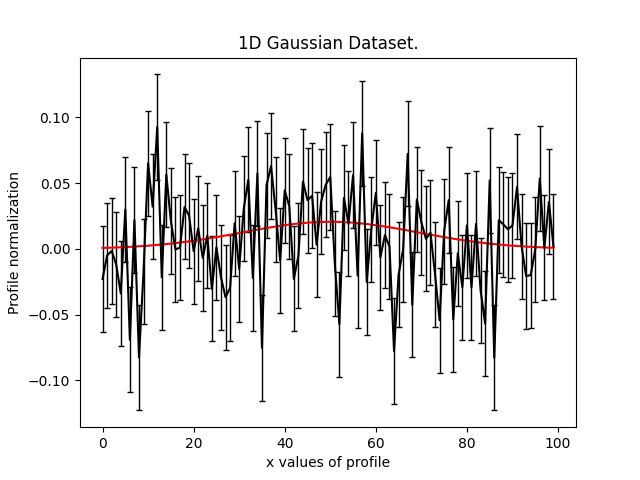 1D Gaussian Dataset.
Profile normalization
0.10
0.05
0.00
−0.05
−0.10
0 20 40 60 80 100
x values of profile